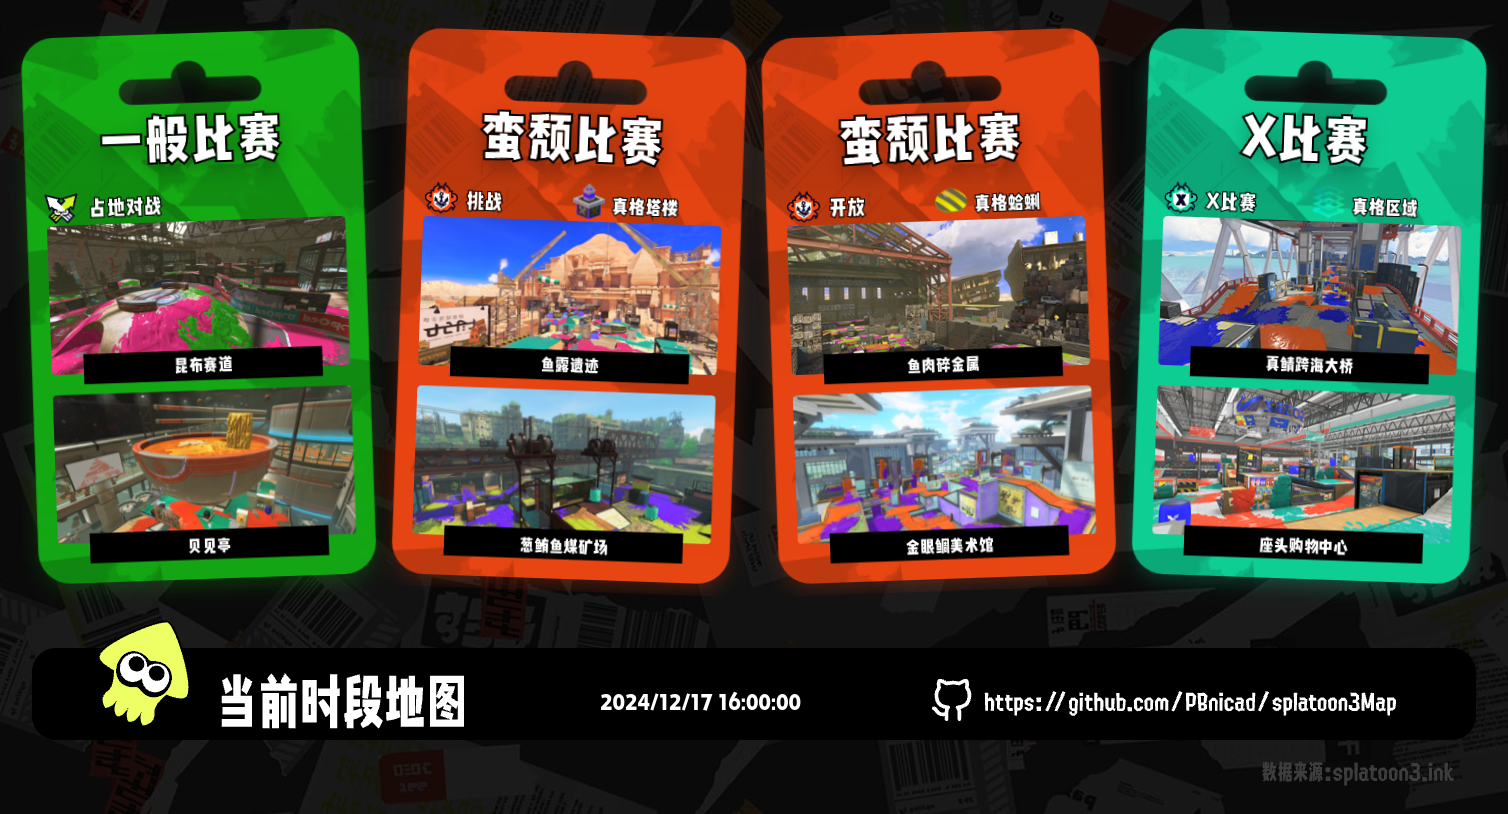 一般比赛
占地对战
昆布赛道
贝见亭
蛮颓比赛
挑战 真格塔楼
鱼露遗迹
葱鲔鱼煤矿场
蛮颓比赛
开放 真格蛤蜊
鱼肉碎金属
金眼鲷美术馆
X比赛
X比赛 真格区域
真鲭跨海大桥
座头购物中心
当前时段地图
2024/12/17 16:00:00
https://github.com/PBnicad/splatoon3Map
数据来源:splatoon3.ink